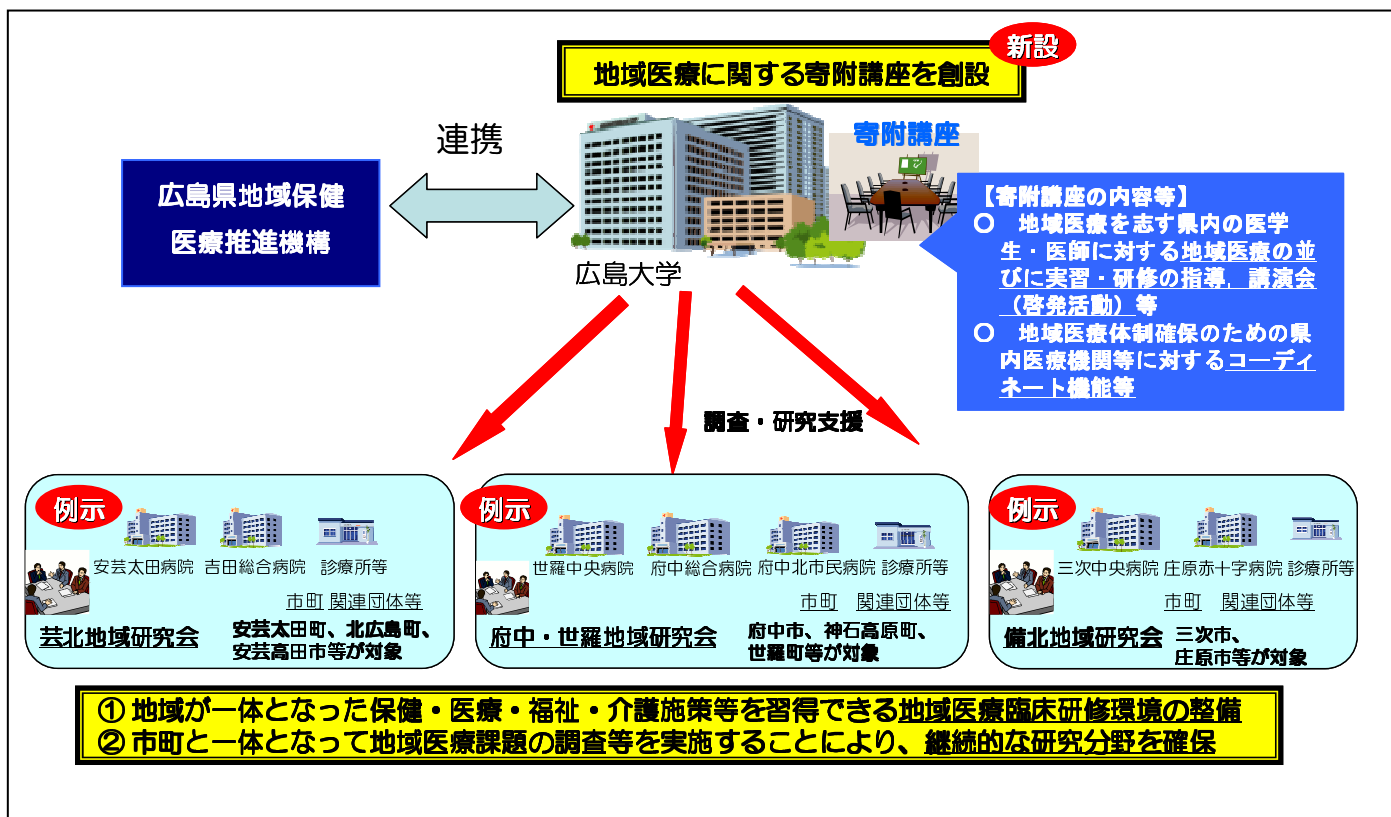 新設
地域医療に関する寄附講座を創設
連携
寄附講座
広島県地域保健
医療推進機構
広島大学
【寄附講座の内容等】
○ 地域医療を志す県内の医学
生・医師に対する地域医療の並
びに実習・研修の指導，講演会
（啓発活動）等
○ 地域医療体制確保のための県
内医療機関等に対するコーディ
ネート機能等
調査・研究支援
例示
安芸太田病院 吉田総合病院 診療所等
市町 関連団体等
芸北地域研究会
安芸太田町、北広島町、
安芸高田市等が対象
例示
世羅中央病院 府中総合病院 府中北市民病院 診療所等
市町 関連団体等
府中・世羅地域研究会
府中市、神石高原町、
世羅町等が対象
例示
三次中央病院 庄原赤十字病院 診療所等
市町 関連団体等
備北地域研究会
三次市、
庄原市等が対象
① 地域が一体となった保健・医療・福祉・介護施策等を習得できる地域医療臨床研修環境の整備
② 市町と一体となって地域医療課題の調査等を実施することにより、継続的な研究分野を確保